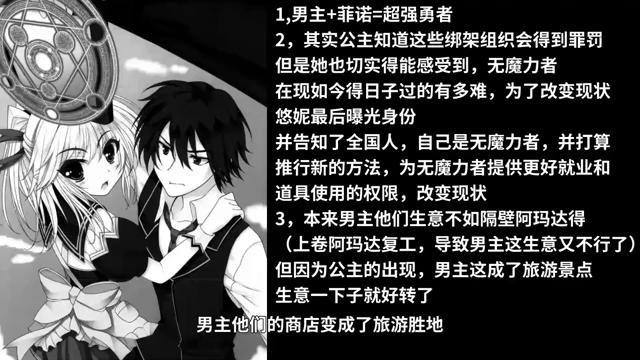 1,男主+菲诺=超强勇者
2，其实公主知道这些绑架组织会得到罪罚
但是她也切实得能感受到，无魔力者
在现如今得日子过的有多难，为了改变现状
悠妮最后曝光身份
并告知了全国人，自己是无魔力者，并打算
推行新的方法，为无魔力者提供更好就业和
道具使用的权限，改变现状
3，本来男主他们生意不如隔壁阿玛达得
（上卷阿玛达复工，导致男主这生意又不行了）
但因为公主的出现，男主这成了旅游景点
生意一下子就好转了
男主他们的商店变成了旅游胜地